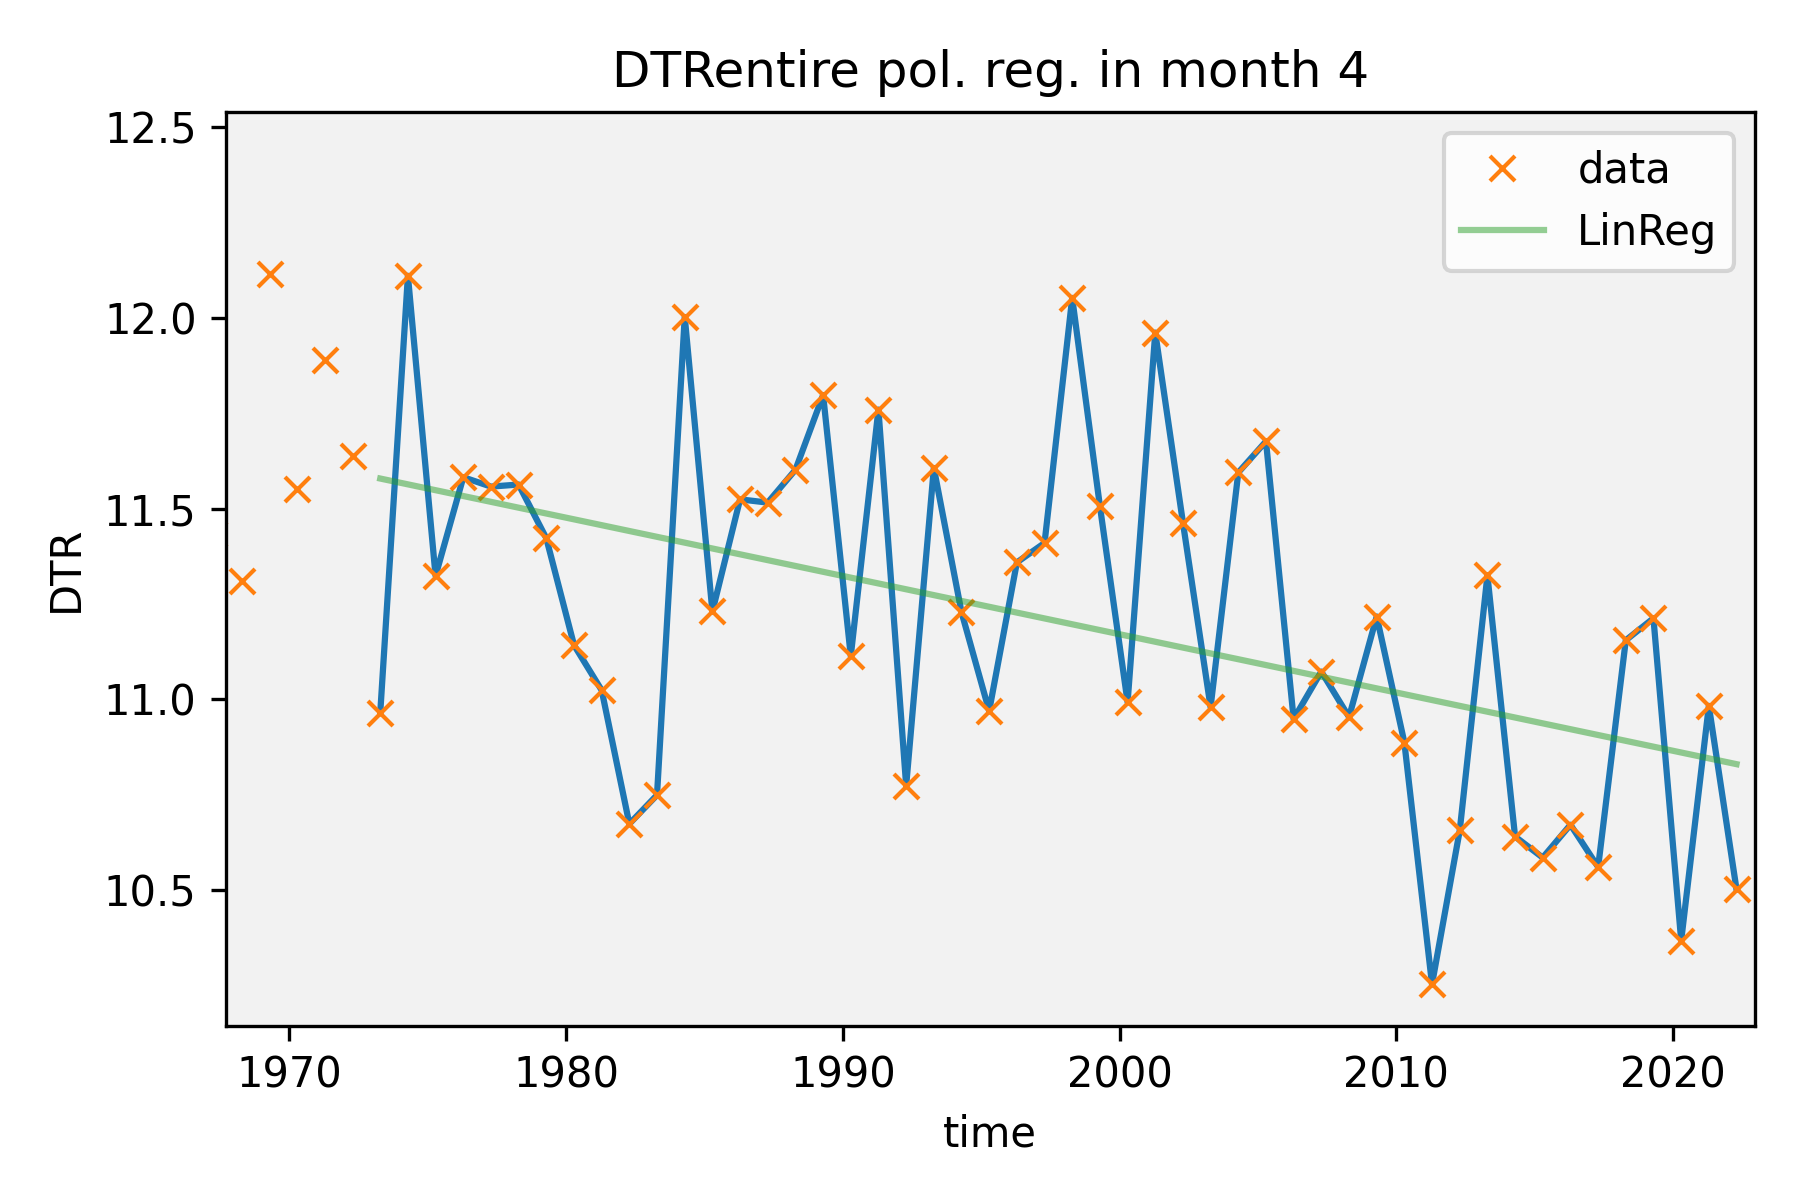 DTRentire pol. reg. in month 4
12.5
12.0
11.5
11.0
10.5
DTR
data
LinReg
1970 1980 1990 2000 2010 2020
time